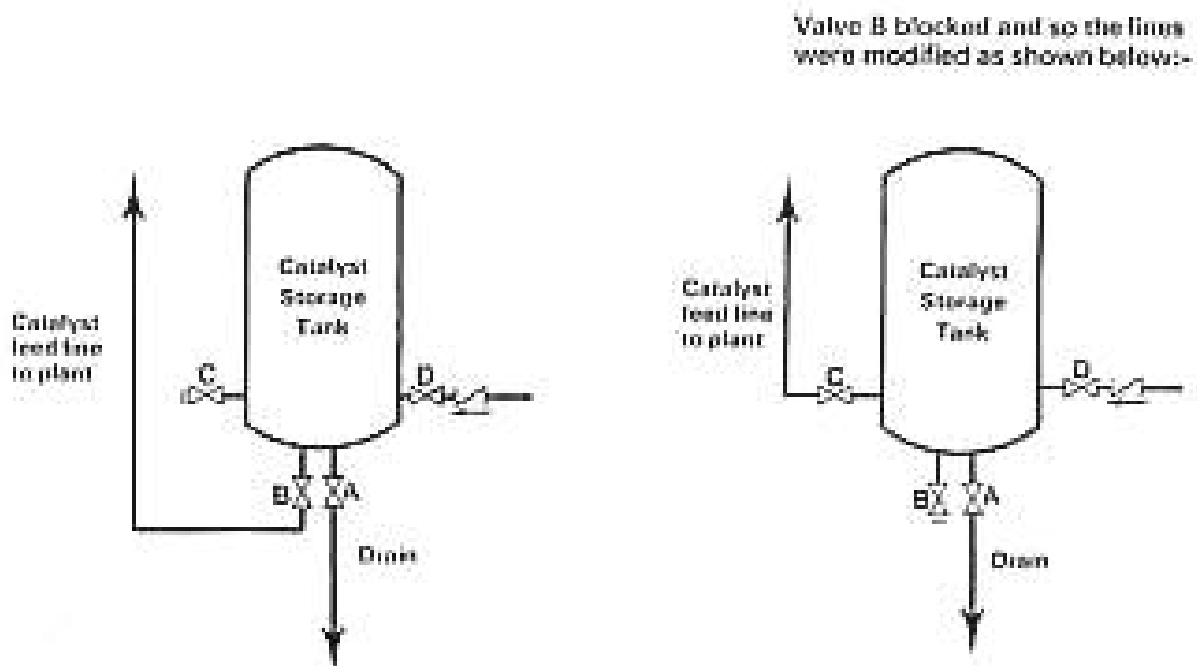 Valve B blocked and so the lines
were modified as shown below:-
Catalyst
Storage
Tank
Catalyst
feed line
to plant
C
D
B
A
Drain
Catalyst
Storage
Tank
Catalyst
feed line
to plant
C
D
B
A
Drain